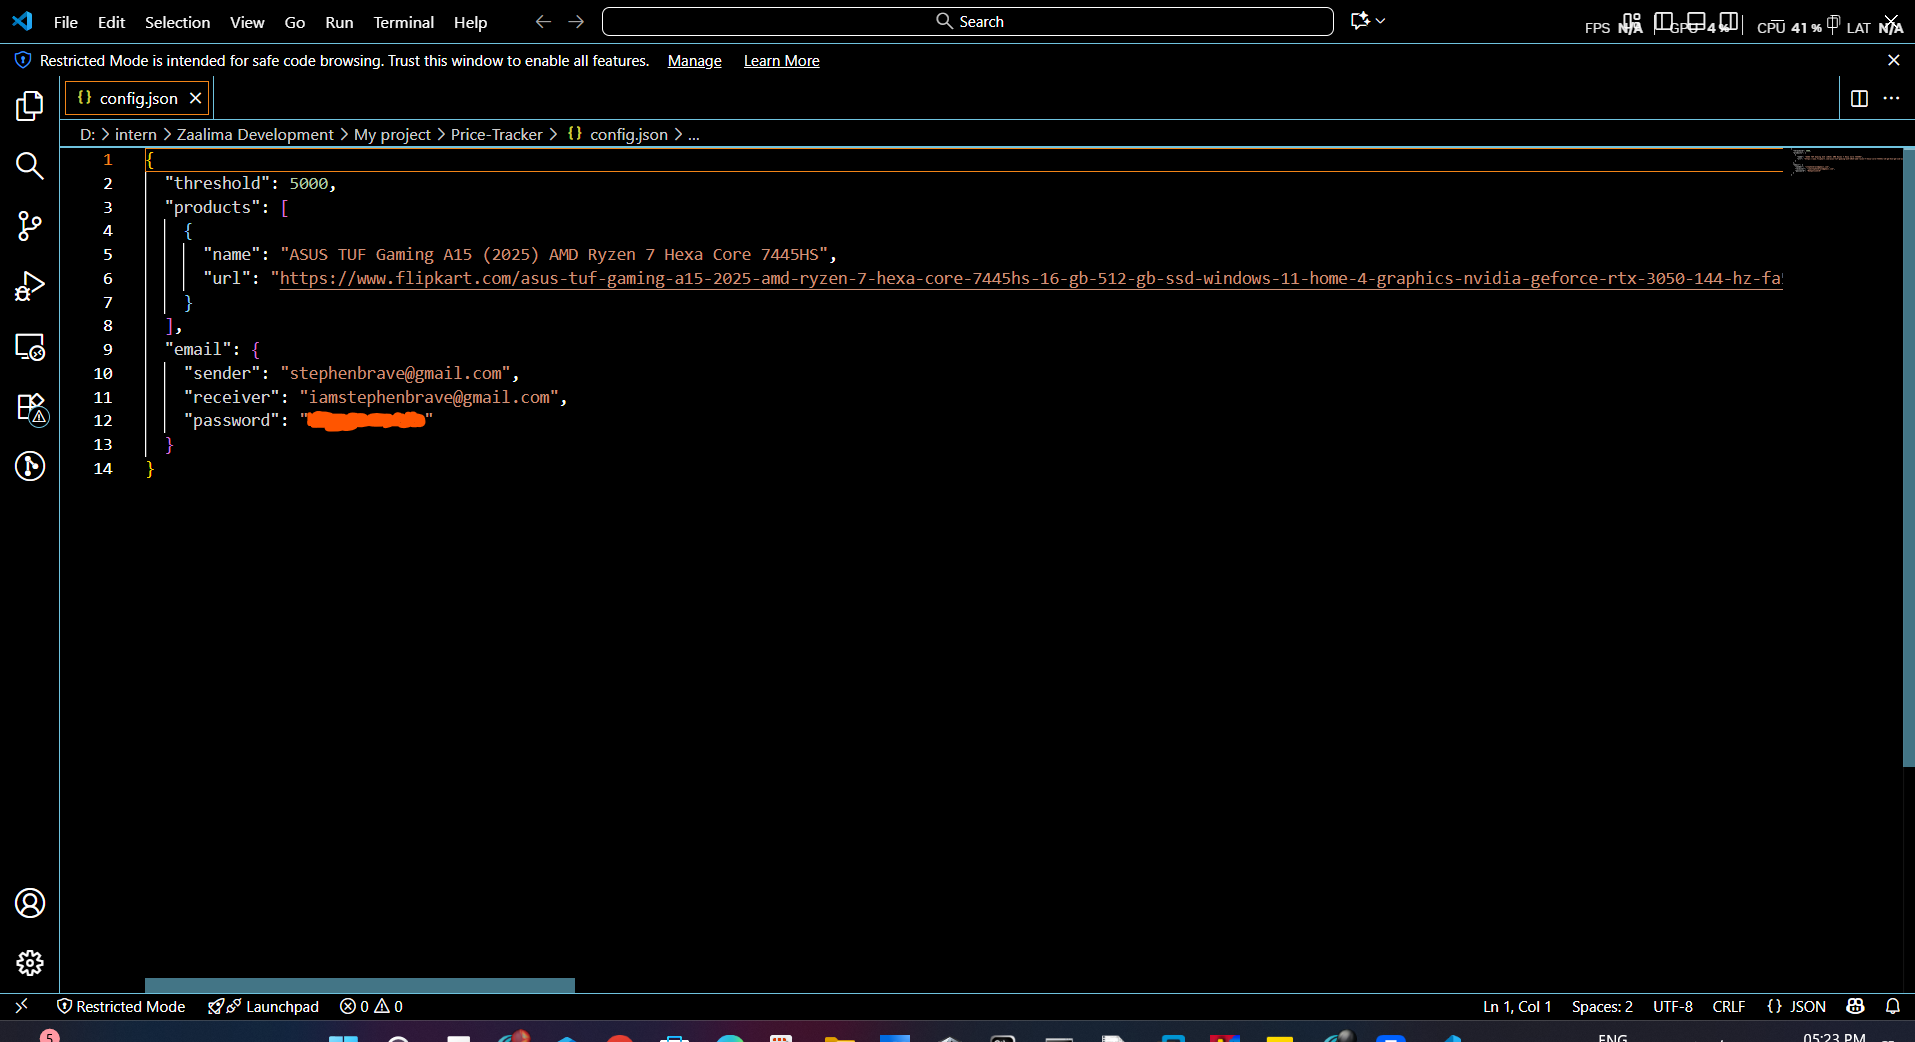 File Edit Selection View Go Run Terminal Help Search FPS N/A GPU 4% CPU 41% LAT N/A
Restricted Mode is intended for safe code browsing. Trust this window to enable all features. Manage Learn More
{} config.json
D: > intern > Zaalima Development > My project > Price-Tracker > {} config.json > ...
1 {
2 "threshold": 5000,
3 "products": [
4 {
5 "name": "ASUS TUF Gaming A15 (2025) AMD Ryzen 7 Hexa Core 7445HS",
6 "url": "https://www.flipkart.com/asus-tuf-gaming-a15-2025-amd-ryzen-7-hexa-core-7445hs-16-gb-512-gb-ssd-windows-11-home-4-graphics-nvidia-geforce-rtx-3050-144-hz-fa
7 }
8 ],
9 "email": {
10 "sender": "stephenbrave@gmail.com",
11 "receiver": "iamstephenbrave@gmail.com",
12 "password": " "
13 }
14 }
Restricted Mode Launchpad 0 0 Ln 1, Col 1 Spaces: 2 UTF-8 CRLF {} JSON
5 ENG 05:23 PM